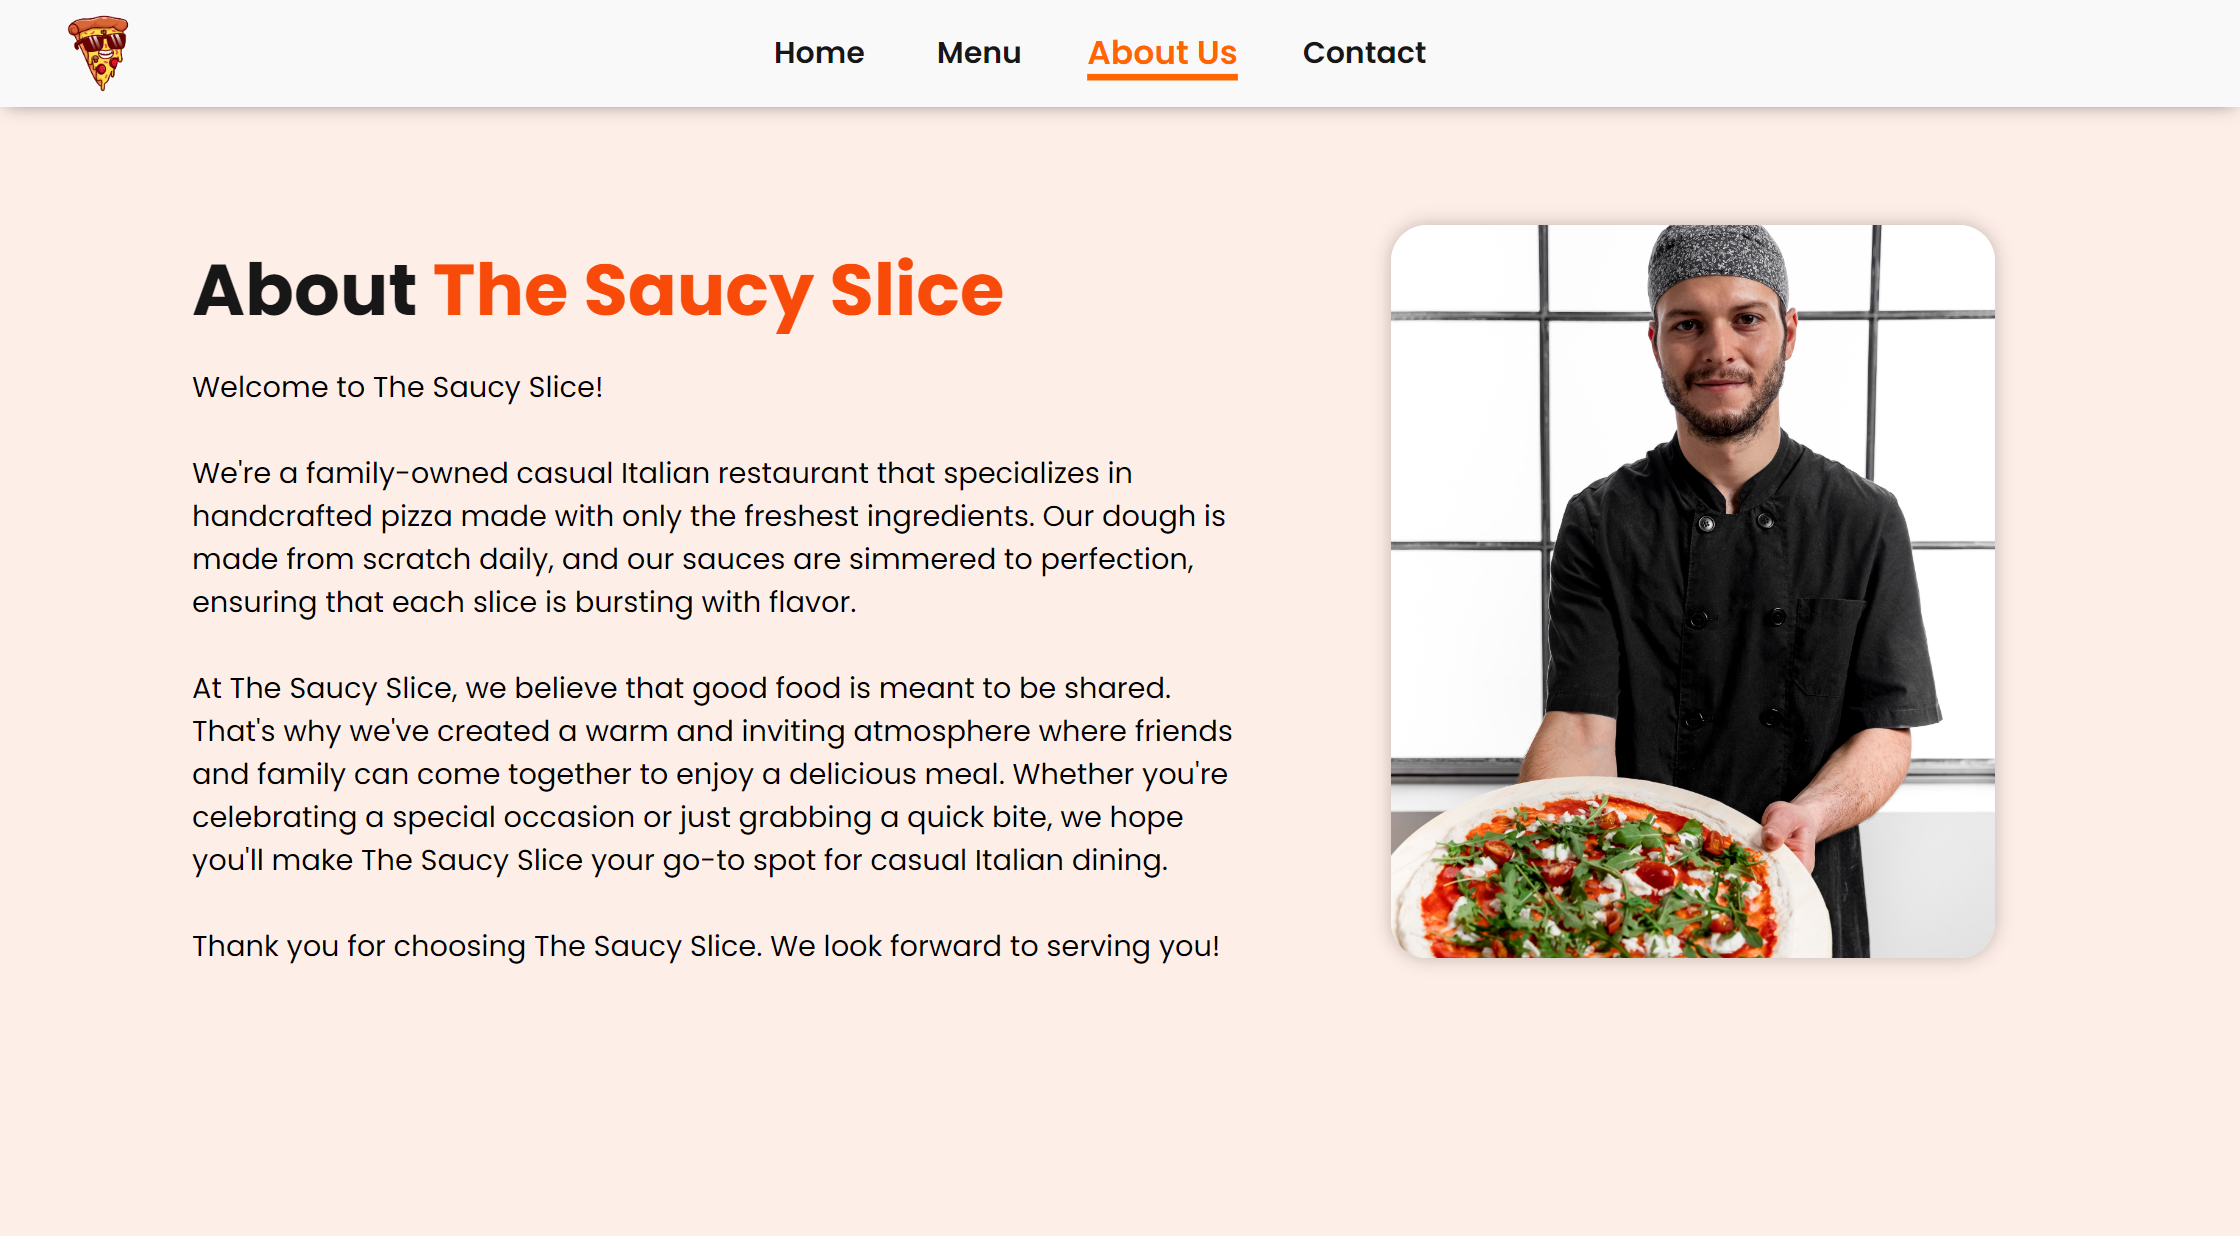 Home Menu About Us Contact
About The Saucy Slice
Welcome to The Saucy Slice!
We're a family-owned casual Italian restaurant that specializes in
handcrafted pizza made with only the freshest ingredients. Our dough is
made from scratch daily, and our sauces are simmered to perfection,
ensuring that each slice is bursting with flavor.
At The Saucy Slice, we believe that good food is meant to be shared.
That's why we've created a warm and inviting atmosphere where friends
and family can come together to enjoy a delicious meal. Whether you're
celebrating a special occasion or just grabbing a quick bite, we hope
you'll make The Saucy Slice your go-to spot for casual Italian dining.
Thank you for choosing The Saucy Slice. We look forward to serving you!